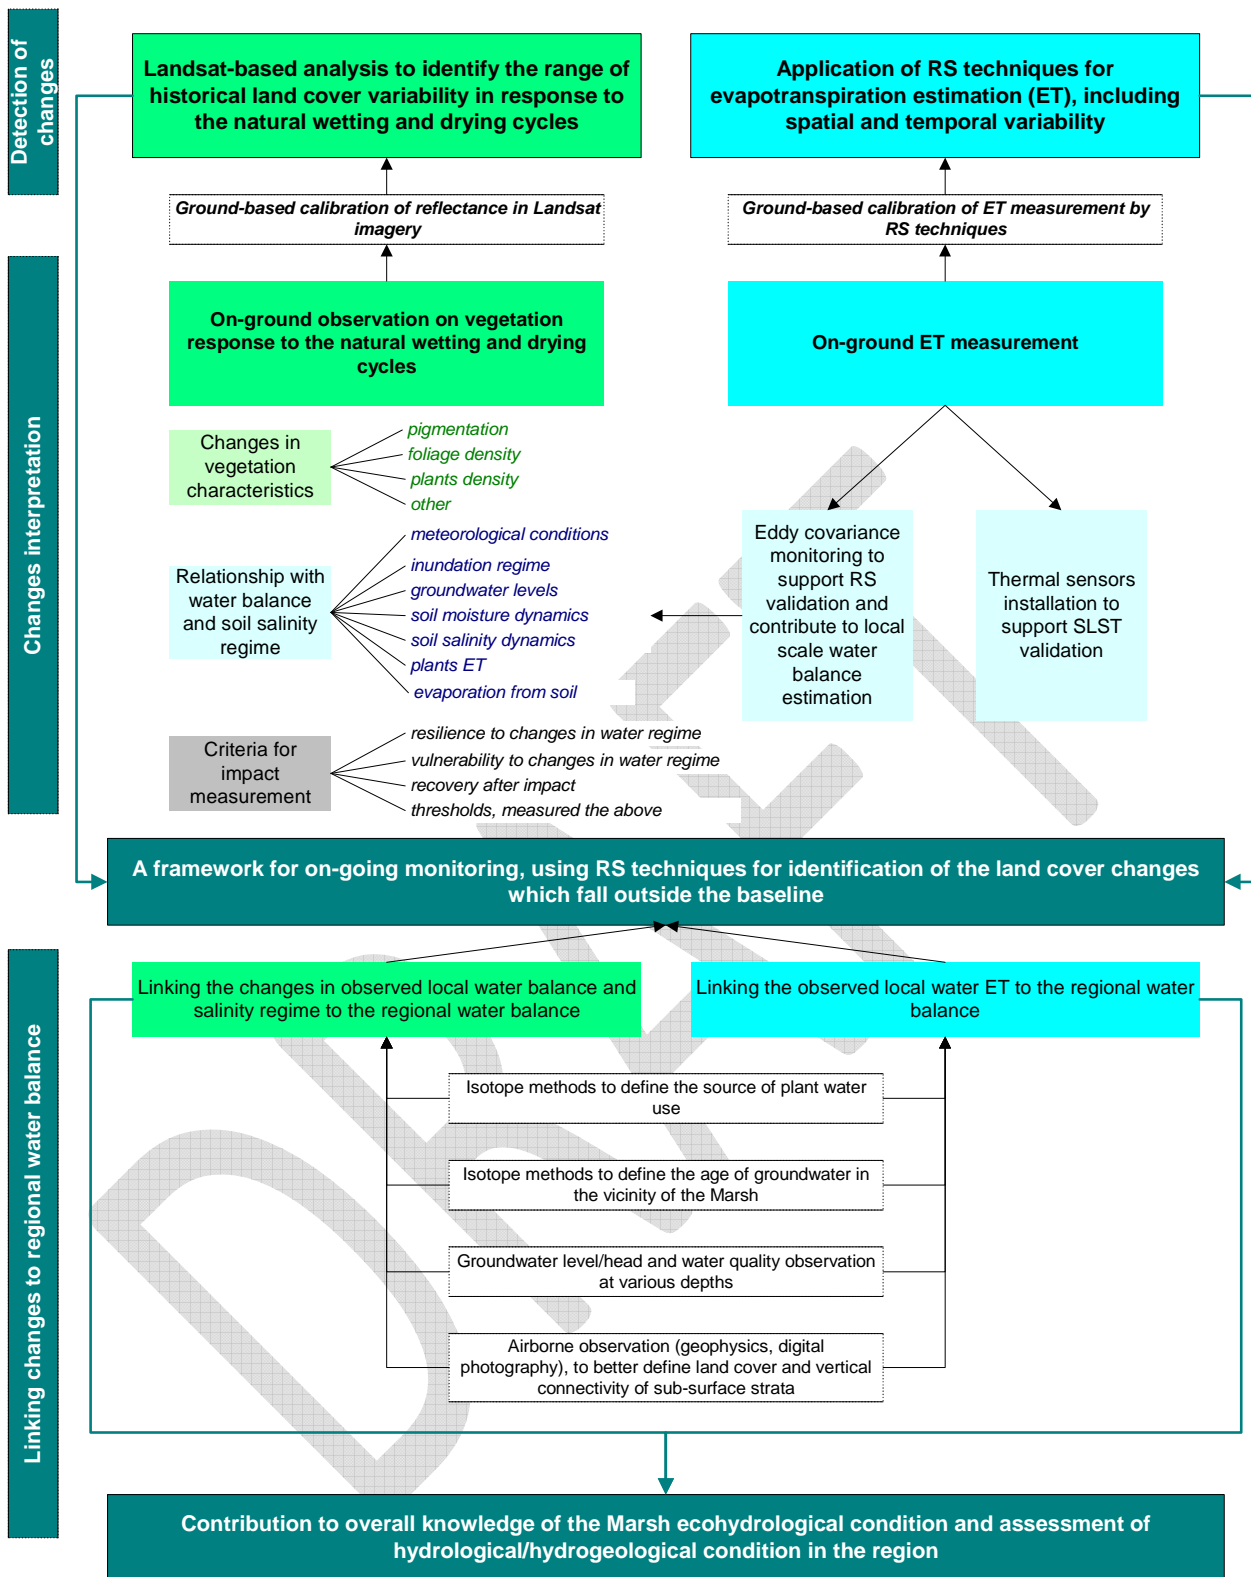 Detection of
changes
Landsat-based analysis to identify the range of
historical land cover variability in response to
the natural wetting and drying cycles
Application of RS techniques for
evapotranspiration estimation (ET), including
spatial and temporal variability
Ground-based calibration of reflectance in Landsat
imagery
Ground-based calibration of ET measurement by
RS techniques
Changes interpretation
On-ground observation on vegetation
response to the natural wetting and drying
cycles
On-ground ET measurement
Changes in
vegetation
characteristics
pigmentation
foliage density
plants density
other
Relationship with
water balance
and soil salinity
regime
meteorological conditions
inundation regime
groundwater levels
soil moisture dynamics
soil salinity dynamics
plants ET
evaporation from soil
Eddy covariance
monitoring to
support RS
validation and
contribute to local
scale water
balance
estimation
Thermal sensors
installation to
support SLST
validation
Criteria for
impact
measurement
resilience to changes in water regime
vulnerability to changes in water regime
recovery after impact
thresholds, measured the above
A framework for on-going monitoring, using RS techniques for identification of the land cover changes
which fall outside the baseline
Linking changes to regional water balance
Linking the changes in observed local water balance and
salinity regime to the regional water balance
Linking the observed local water ET to the regional water
balance
Isotope methods to define the source of plant water
use
Isotope methods to define the age of groundwater in
the vicinity of the Marsh
Groundwater level/head and water quality observation
at various depths
Airborne observation (geophysics, digital
photography), to better define land cover and vertical
connectivity of sub-surface strata
Contribution to overall knowledge of the Marsh ecohydrological condition and assessment of
hydrological/hydrogeological condition in the region
DRAFT